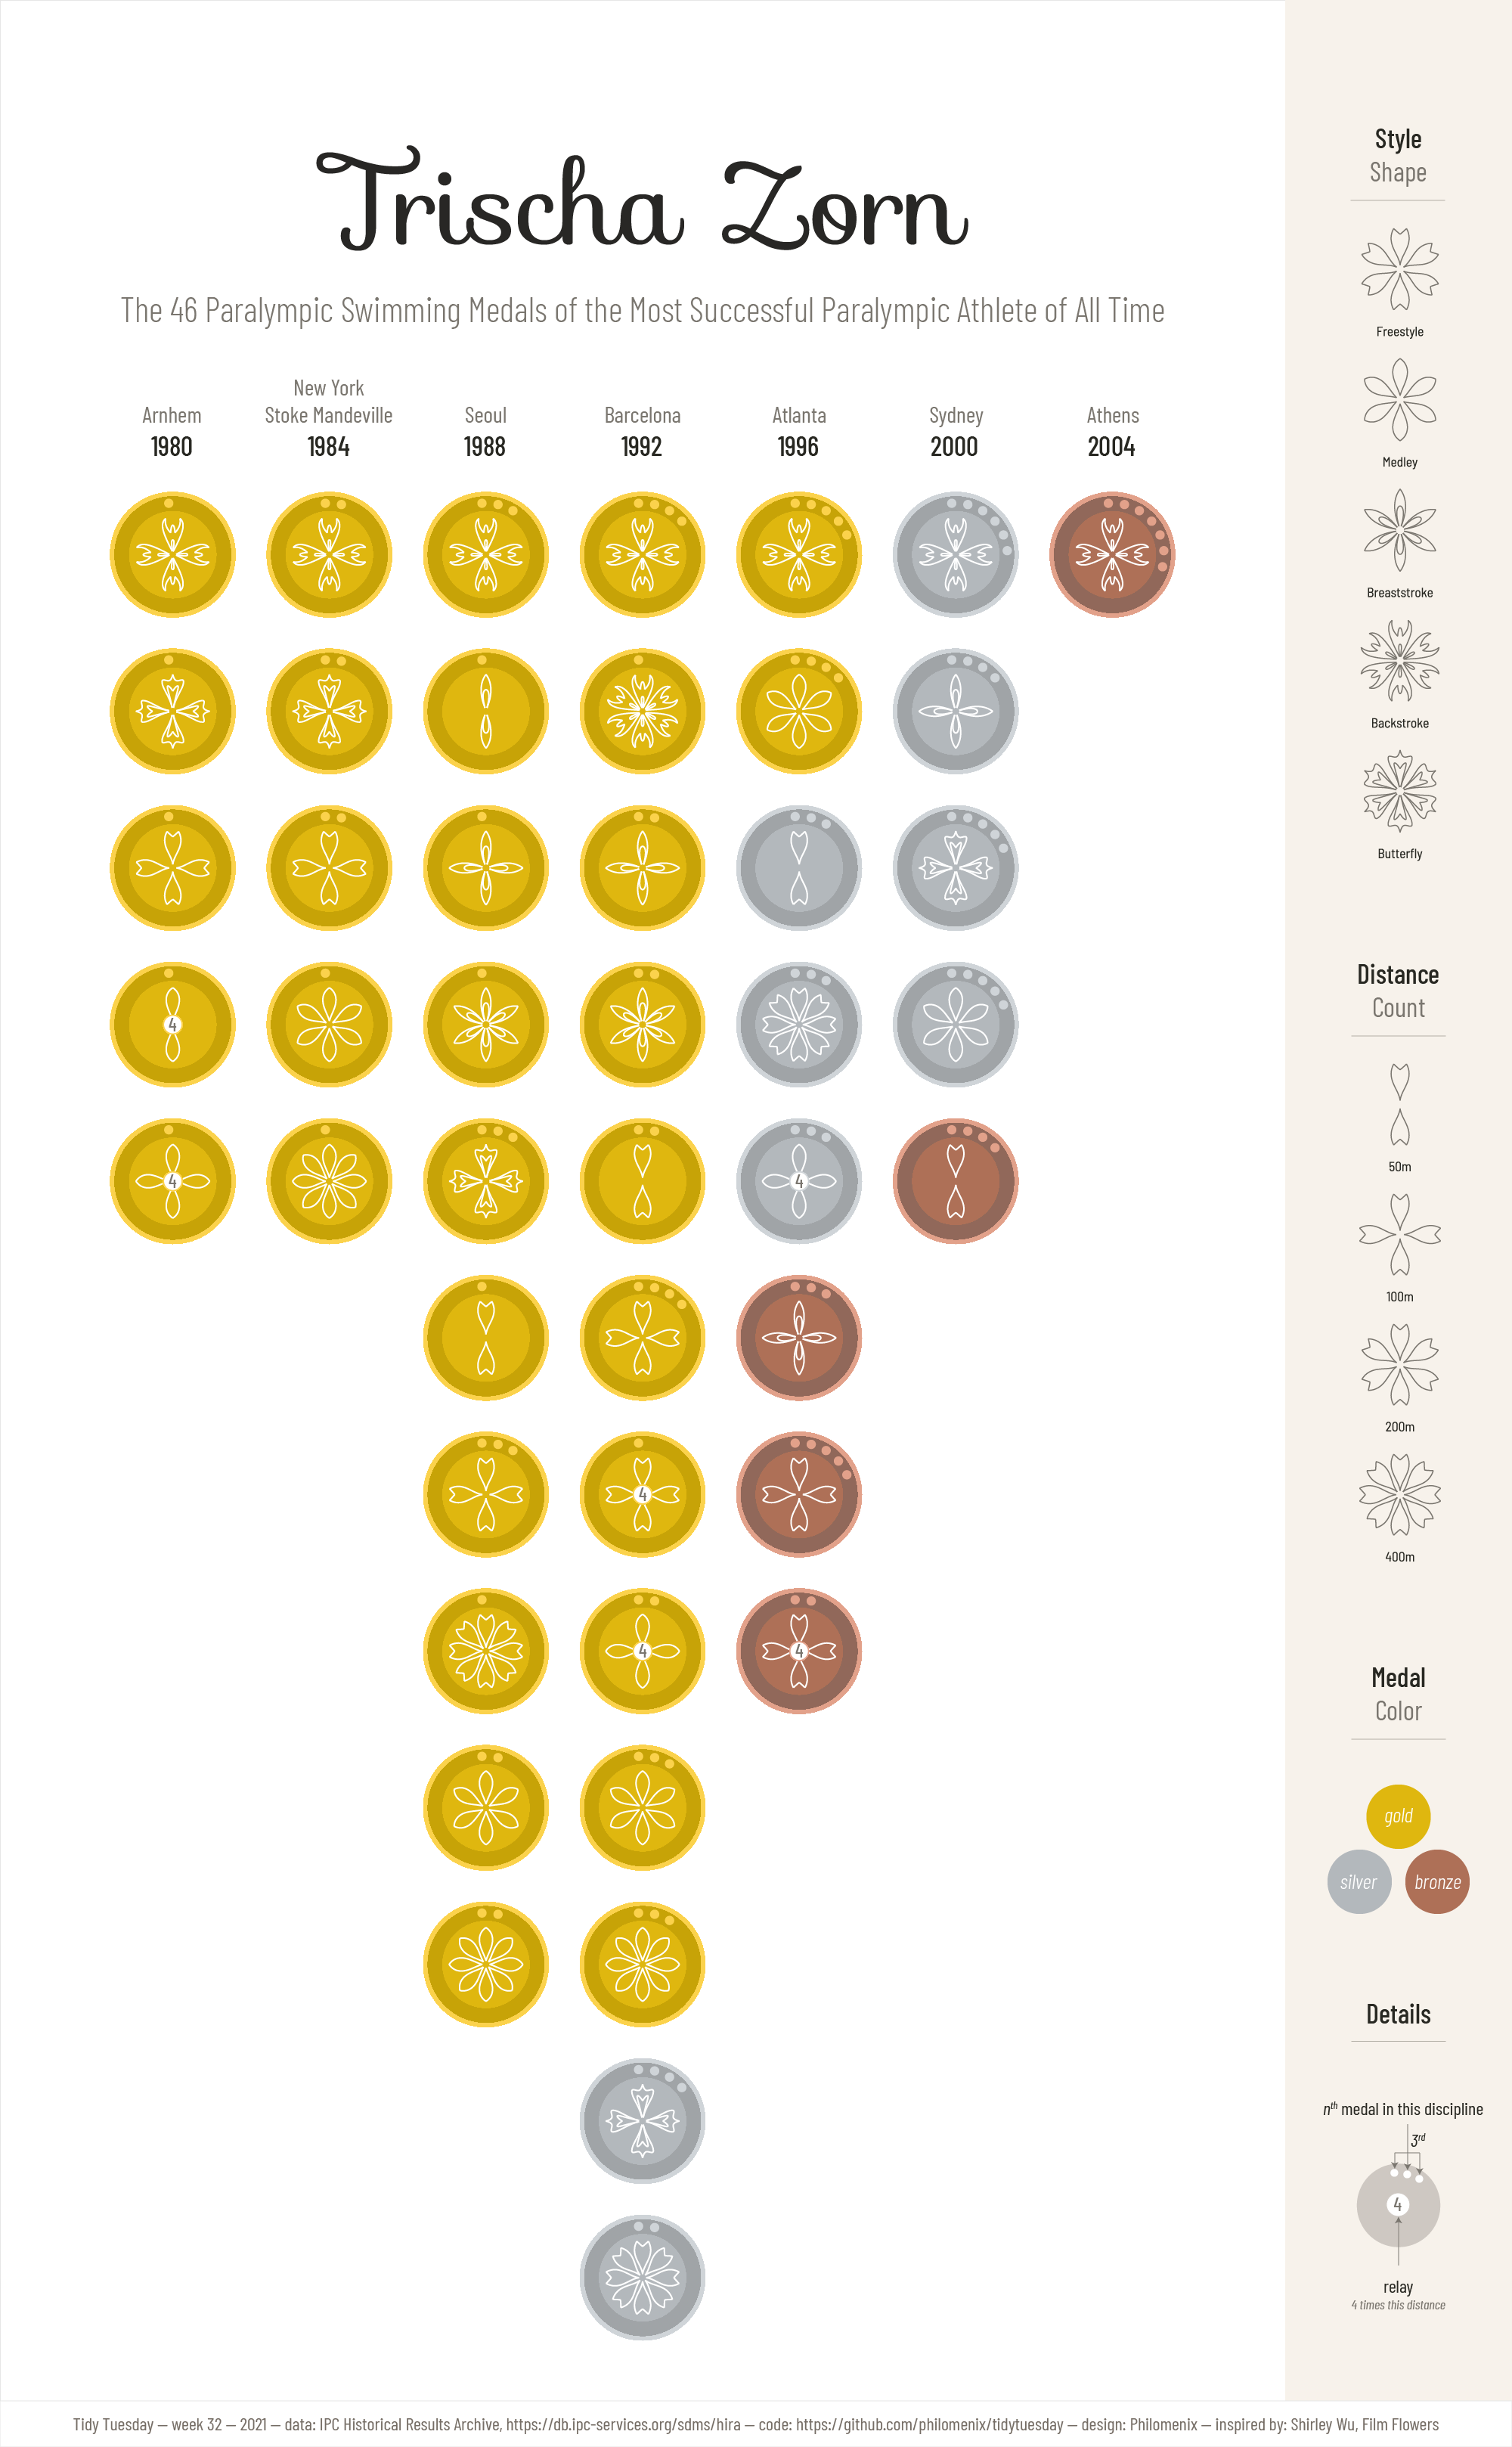 Trischa Zorn
The 46 Paralympic Swimming Medals of the Most Successful Paralympic Athlete of All Time
Arnhem
1980
New York
Stoke Mandeville
1984
Seoul
1988
Barcelona
1992
Atlanta
1996
Sydney
2000
Athens
2004
4
4
4
4
4
4
Style
Shape
Freestyle
Medley
Breaststroke
Backstroke
Butterfly
Distance
Count
50m
100m
200m
400m
Medal
Color
gold
silver
bronze
Details
nth medal in this discipline
3rd
4
relay
4 times this distance
Tidy Tuesday — week 32 — 2021 — data: IPC Historical Results Archive, https://db.ipc-services.org/sdms/hira — code: https://github.com/philomenix/tidytuesday — design: Philomenix — inspired by: Shirley Wu, Film Flowers